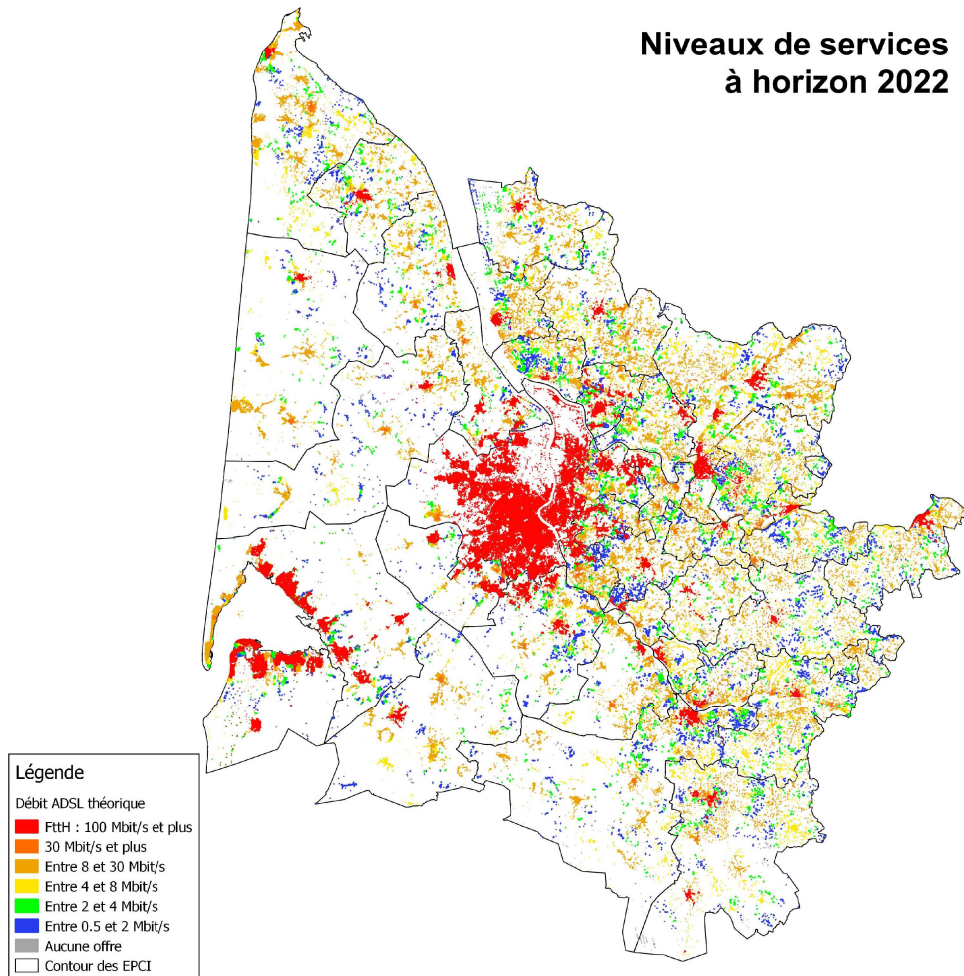 Niveaux de services
à horizon 2022
Légende
Débit ADSL théorique
FttH : 100 Mbit/s et plus
30 Mbit/s et plus
Entre 8 et 30 Mbit/s
Entre 4 et 8 Mbit/s
Entre 2 et 4 Mbit/s
Entre 0.5 et 2 Mbit/s
Aucune offre
Contour des EPCI